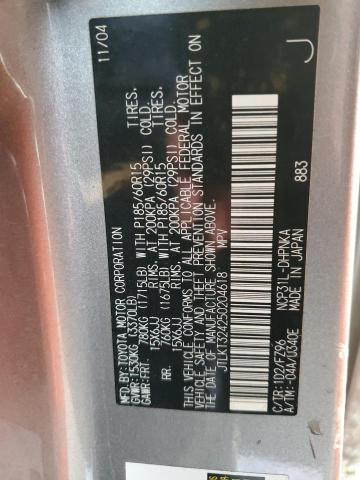 MFD. BY: TOYOTA MOTOR CORPORATION 11/04
GVWR: 1530KG (3370LB)
GAWR: FRT. 780KG (1715LB) WITH P185/60R15 TIRES.
15X6JJ RIMS. AT 200KPA (29PSI) COLD.
RR. 760KG (1675LB) WITH P185/60R15 TIRES.
15X6JJ RIMS. AT 200KPA (29PSI) COLD.
THIS VEHICLE CONFORMS TO ALL APPLICABLE FEDERAL MOTOR
VEHICLE SAFETY AND THEFT PREVENTION STANDARDS IN EFFECT ON
THE DATE OF MANUFACTURE SHOWN ABOVE.
JTLKT324250204618 MPV
J
883
C/TR: 1D2/FZ96 NCP31L-DHPNKA
A/TM: -04A/U340E MADE IN JAPAN